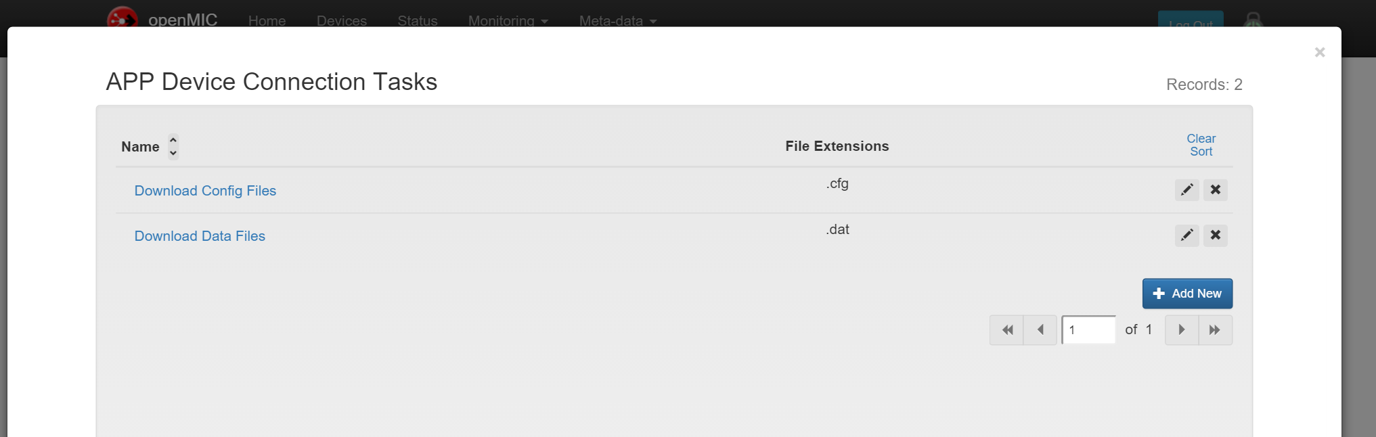 openMIC Home Devices Status Monitoring Meta-data Log Out
×
APP Device Connection Tasks
Records: 2
Name File Extensions Clear
Sort
Download Config Files .cfg
Download Data Files .dat
Add New
1 of 1